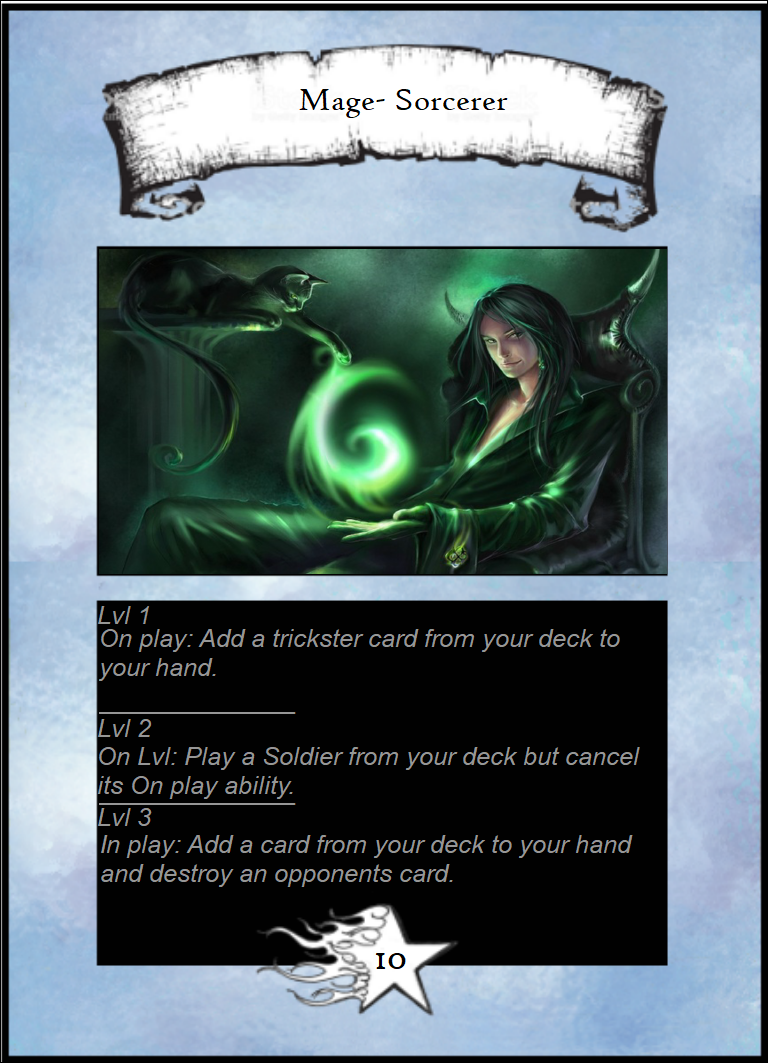 Mage- Sorcerer
Lvl 1
On play: Add a trickster card from your deck to
your hand.
Lvl 2
On Lvl: Play a Soldier from your deck but cancel
its On play ability.
Lvl 3
In play: Add a card from your deck to your hand
and destroy an opponents card.
10